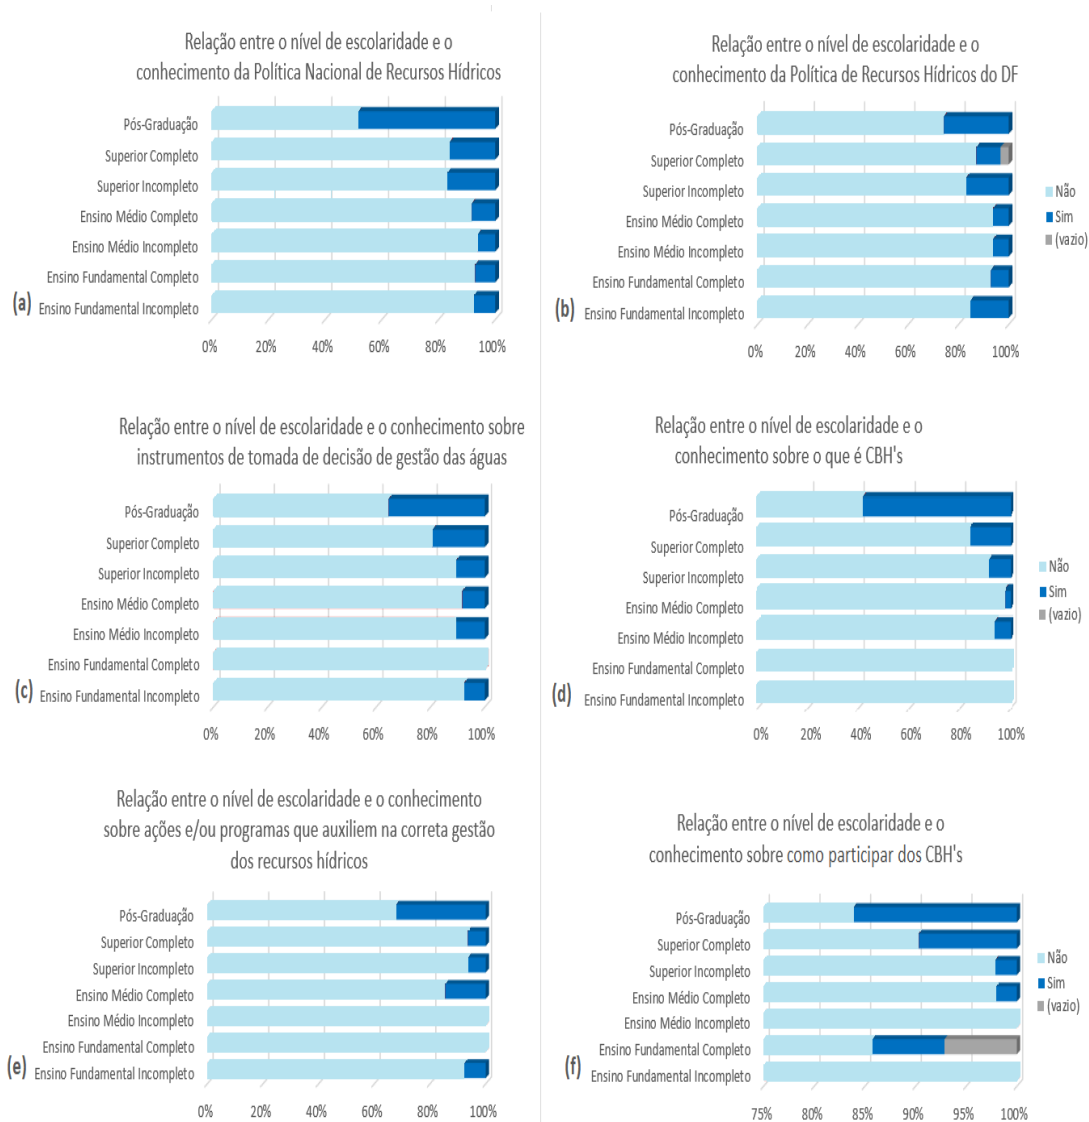 Relação entre o nível de escolaridade e o
conhecimento da Política Nacional de Recursos Hídricos
Pós-Graduação
Superior Completo
Superior Incompleto
Ensino Médio Completo
Ensino Médio Incompleto
Ensino Fundamental Completo
Ensino Fundamental Incompleto
(a)
0% 20% 40% 60% 80% 100%
Relação entre o nível de escolaridade e o
conhecimento da Política de Recursos Hídricos do DF
Pós-Graduação
Superior Completo
Superior Incompleto
Ensino Médio Completo
Ensino Médio Incompleto
Ensino Fundamental Completo
Ensino Fundamental Incompleto
(b)
0% 20% 40% 60% 80% 100%
Não
Sim
(vazio)
Relação entre o nível de escolaridade e o conhecimento sobre
instrumentos de tomada de decisão de gestão das águas
Pós-Graduação
Superior Completo
Superior Incompleto
Ensino Médio Completo
Ensino Médio Incompleto
Ensino Fundamental Completo
Ensino Fundamental Incompleto
(c)
0% 20% 40% 60% 80% 100%
Relação entre o nível de escolaridade e o
conhecimento sobre o que é CBH's
Pós-Graduação
Superior Completo
Superior Incompleto
Ensino Médio Completo
Ensino Médio Incompleto
Ensino Fundamental Completo
Ensino Fundamental Incompleto
(d)
0% 20% 40% 60% 80% 100%
Não
Sim
(vazio)
Relação entre o nível de escolaridade e o conhecimento
sobre ações e/ou programas que auxiliem na correta gestão
dos recursos hídricos
Pós-Graduação
Superior Completo
Superior Incompleto
Ensino Médio Completo
Ensino Médio Incompleto
Ensino Fundamental Completo
Ensino Fundamental Incompleto
(e)
0% 20% 40% 60% 80% 100%
Relação entre o nível de escolaridade e o
conhecimento sobre como participar dos CBH's
Pós-Graduação
Superior Completo
Superior Incompleto
Ensino Médio Completo
Ensino Médio Incompleto
Ensino Fundamental Completo
Ensino Fundamental Incompleto
(f)
75% 80% 85% 90% 95% 100%
Não
Sim
(vazio)